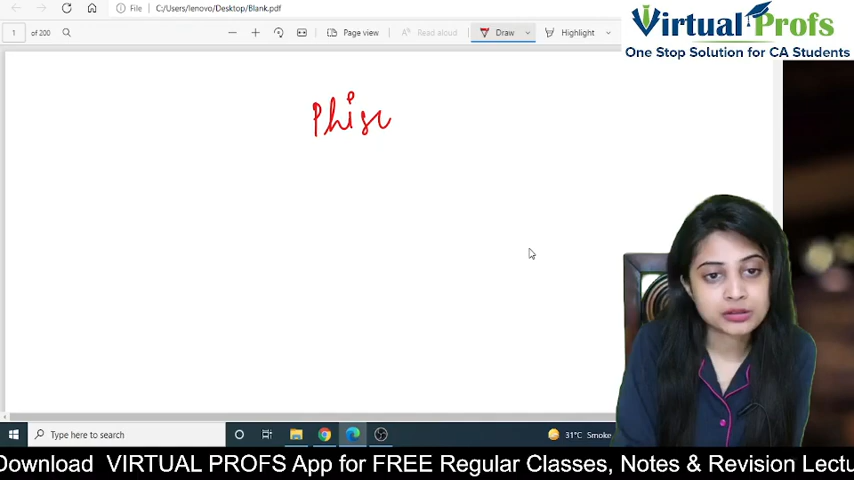 File C:/Users/lenovo/Desktop/Blank.pdf
1 of 200 Page view Read aloud Draw Highlight
Virtual Profs
One Stop Solution for CA Students
Type here to search
31°C Smoke
Download VIRTUAL PROFS App for FREE Regular Classes, Notes & Revision Lectu